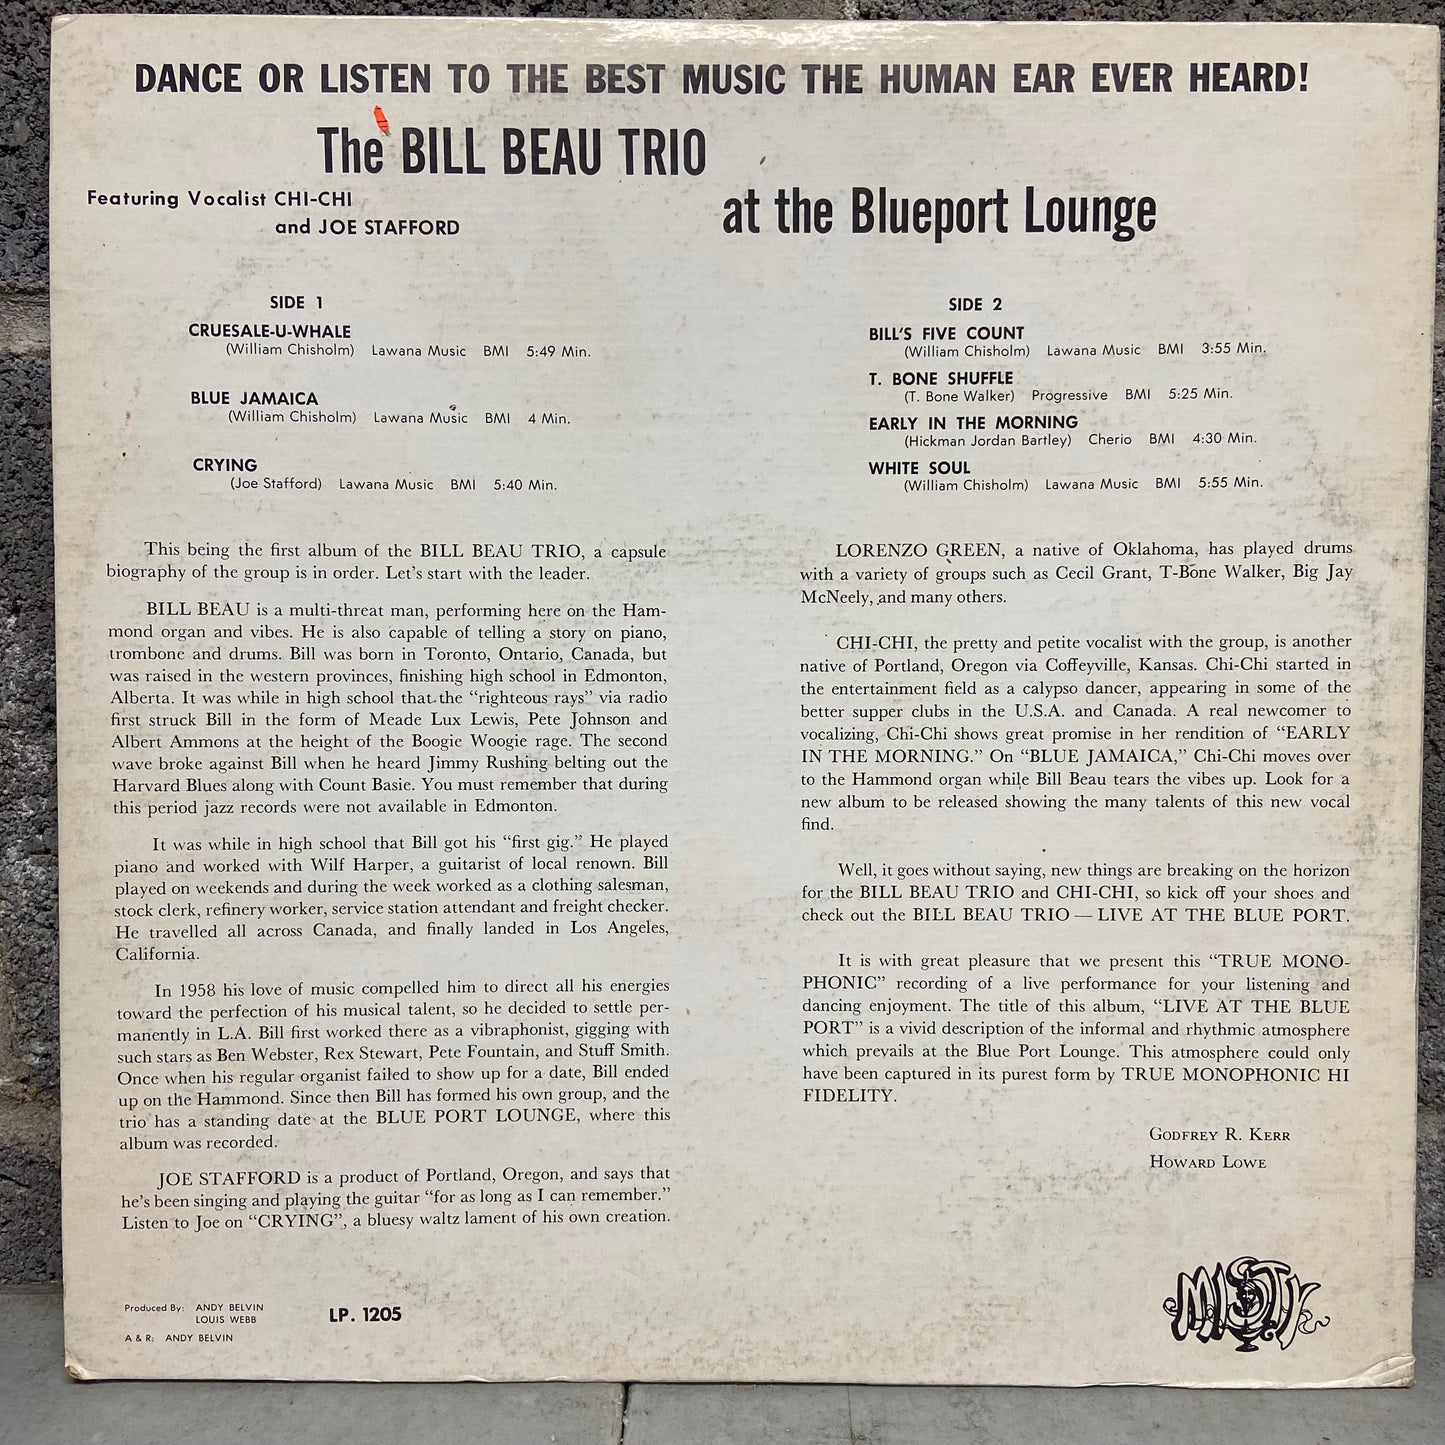 DANCE OR LISTEN TO THE BEST MUSIC THE HUMAN EAR EVER HEARD!
The BILL BEAU TRIO
at the Blueport Lounge
Featuring Vocalist CHI-CHI
and JOE STAFFORD
SIDE 1
CRUESALE-U-WHALE
(William Chisholm) Lawana Music BMI 5:49 Min.
BLUE JAMAICA
(William Chisholm) Lawana Music BMI 4 Min.
CRYING
(Joe Stafford) Lawana Music BMI 5:40 Min.
SIDE 2
BILL'S FIVE COUNT
(William Chisholm) Lawana Music BMI 3:55 Min.
T. BONE SHUFFLE
(T. Bone Walker) Progressive BMI 5:25 Min.
EARLY IN THE MORNING
(Hickman Jordan Bartley) Cherio BMI 4:30 Min.
WHITE SOUL
(William Chisholm) Lawana Music BMI 5:55 Min.
This being the first album of the BILL BEAU TRIO, a capsule
biography of the group is in order. Let's start with the leader.
BILL BEAU is a multi-threat man, performing here on the Ham-
mond organ and vibes. He is also capable of telling a story on piano,
trombone and drums. Bill was born in Toronto, Ontario, Canada, but
was raised in the western provinces, finishing high school in Edmonton,
Alberta. It was while in high school that the "righteous rays" via radio
first struck Bill in the form of Meade Lux Lewis, Pete Johnson and
Albert Ammons at the height of the Boogie Woogie rage. The second
wave broke against Bill when he heard Jimmy Rushing belting out the
Harvard Blues along with Count Basie. You must remember that during
this period jazz records were not available in Edmonton.
It was while in high school that Bill got his "first gig." He played
piano and worked with Wilf Harper, a guitarist of local renown. Bill
played on weekends and during the week worked as a clothing salesman,
stock clerk, refinery worker, service station attendant and freight checker.
He travelled all across Canada, and finally landed in Los Angeles,
California.
In 1958 his love of music compelled him to direct all his energies
toward the perfection of his musical talent, so he decided to settle per-
manently in L.A. Bill first worked there as a vibraphonist, gigging with
such stars as Ben Webster, Rex Stewart, Pete Fountain, and Stuff Smith.
Once when his regular organist failed to show up for a date, Bill ended
up on the Hammond. Since then Bill has formed his own group, and the
trio has a standing date at the BLUE PORT LOUNGE, where this
album was recorded.
JOE STAFFORD is a product of Portland, Oregon, and says that
he's been singing and playing the guitar "for as long as I can remember."
Listen to Joe on "CRYING", a bluesy waltz lament of his own creation.
LORENZO GREEN, a native of Oklahoma, has played drums
with a variety of groups such as Cecil Grant, T-Bone Walker, Big Jay
McNeely, and many others.
CHI-CHI, the pretty and petite vocalist with the group, is another
native of Portland, Oregon via Coffeyville, Kansas. Chi-Chi started in
the entertainment field as a calypso dancer, appearing in some of the
better supper clubs in the U.S.A. and Canada. A real newcomer to
vocalizing, Chi-Chi shows great promise in her rendition of "EARLY
IN THE MORNING." On "BLUE JAMAICA," Chi-Chi moves over
to the Hammond organ while Bill Beau tears the vibes up. Look for a
new album to be released showing the many talents of this new vocal
find.
Well, it goes without saying, new things are breaking on the horizon
for the BILL BEAU TRIO and CHI-CHI, so kick off your shoes and
check out the BILL BEAU TRIO — LIVE AT THE BLUE PORT.
It is with great pleasure that we present this "TRUE MONO-
PHONIC" recording of a live performance for your listening and
dancing enjoyment. The title of this album, "LIVE AT THE BLUE
PORT" is a vivid description of the informal and rhythmic atmosphere
which prevails at the Blue Port Lounge. This atmosphere could only
have been captured in its purest form by TRUE MONOPHONIC HI
FIDELITY.
GODFREY R. KERR
HOWARD LOWE
Produced By: ANDY BELVIN
LOUIS WEBB
A & R: ANDY BELVIN
LP. 1205
MISTY